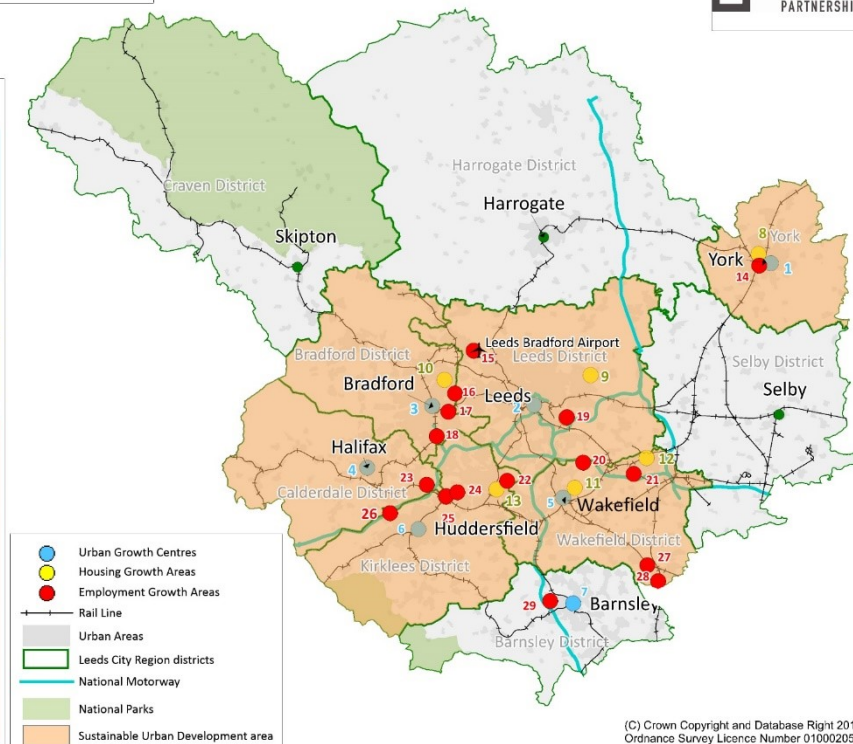 PARTNERSHIP
Harrogate District
Craven District
Harrogate
Skipton
8
York
York
14
1
Leeds Bradford Airport
15
Bradford District
Leeds District
Selby District
10
9
Bradford
16
Leeds
Selby
3
17
2
19
18
Halifax
12
4
20
23
22
21
24
11
Calderdale District
13
Wakefield
5
26
25
6
Huddersfield
Wakefield District
Kirklees District
27
28
7
29
Barnsley
Barnsley District
Urban Growth Centres
Housing Growth Areas
Employment Growth Areas
Rail Line
Urban Areas
Leeds City Region districts
National Motorway
National Parks
Sustainable Urban Development area
(C) Crown Copyright and Database Right 201
Ordnance Survey Licence Number 01000205